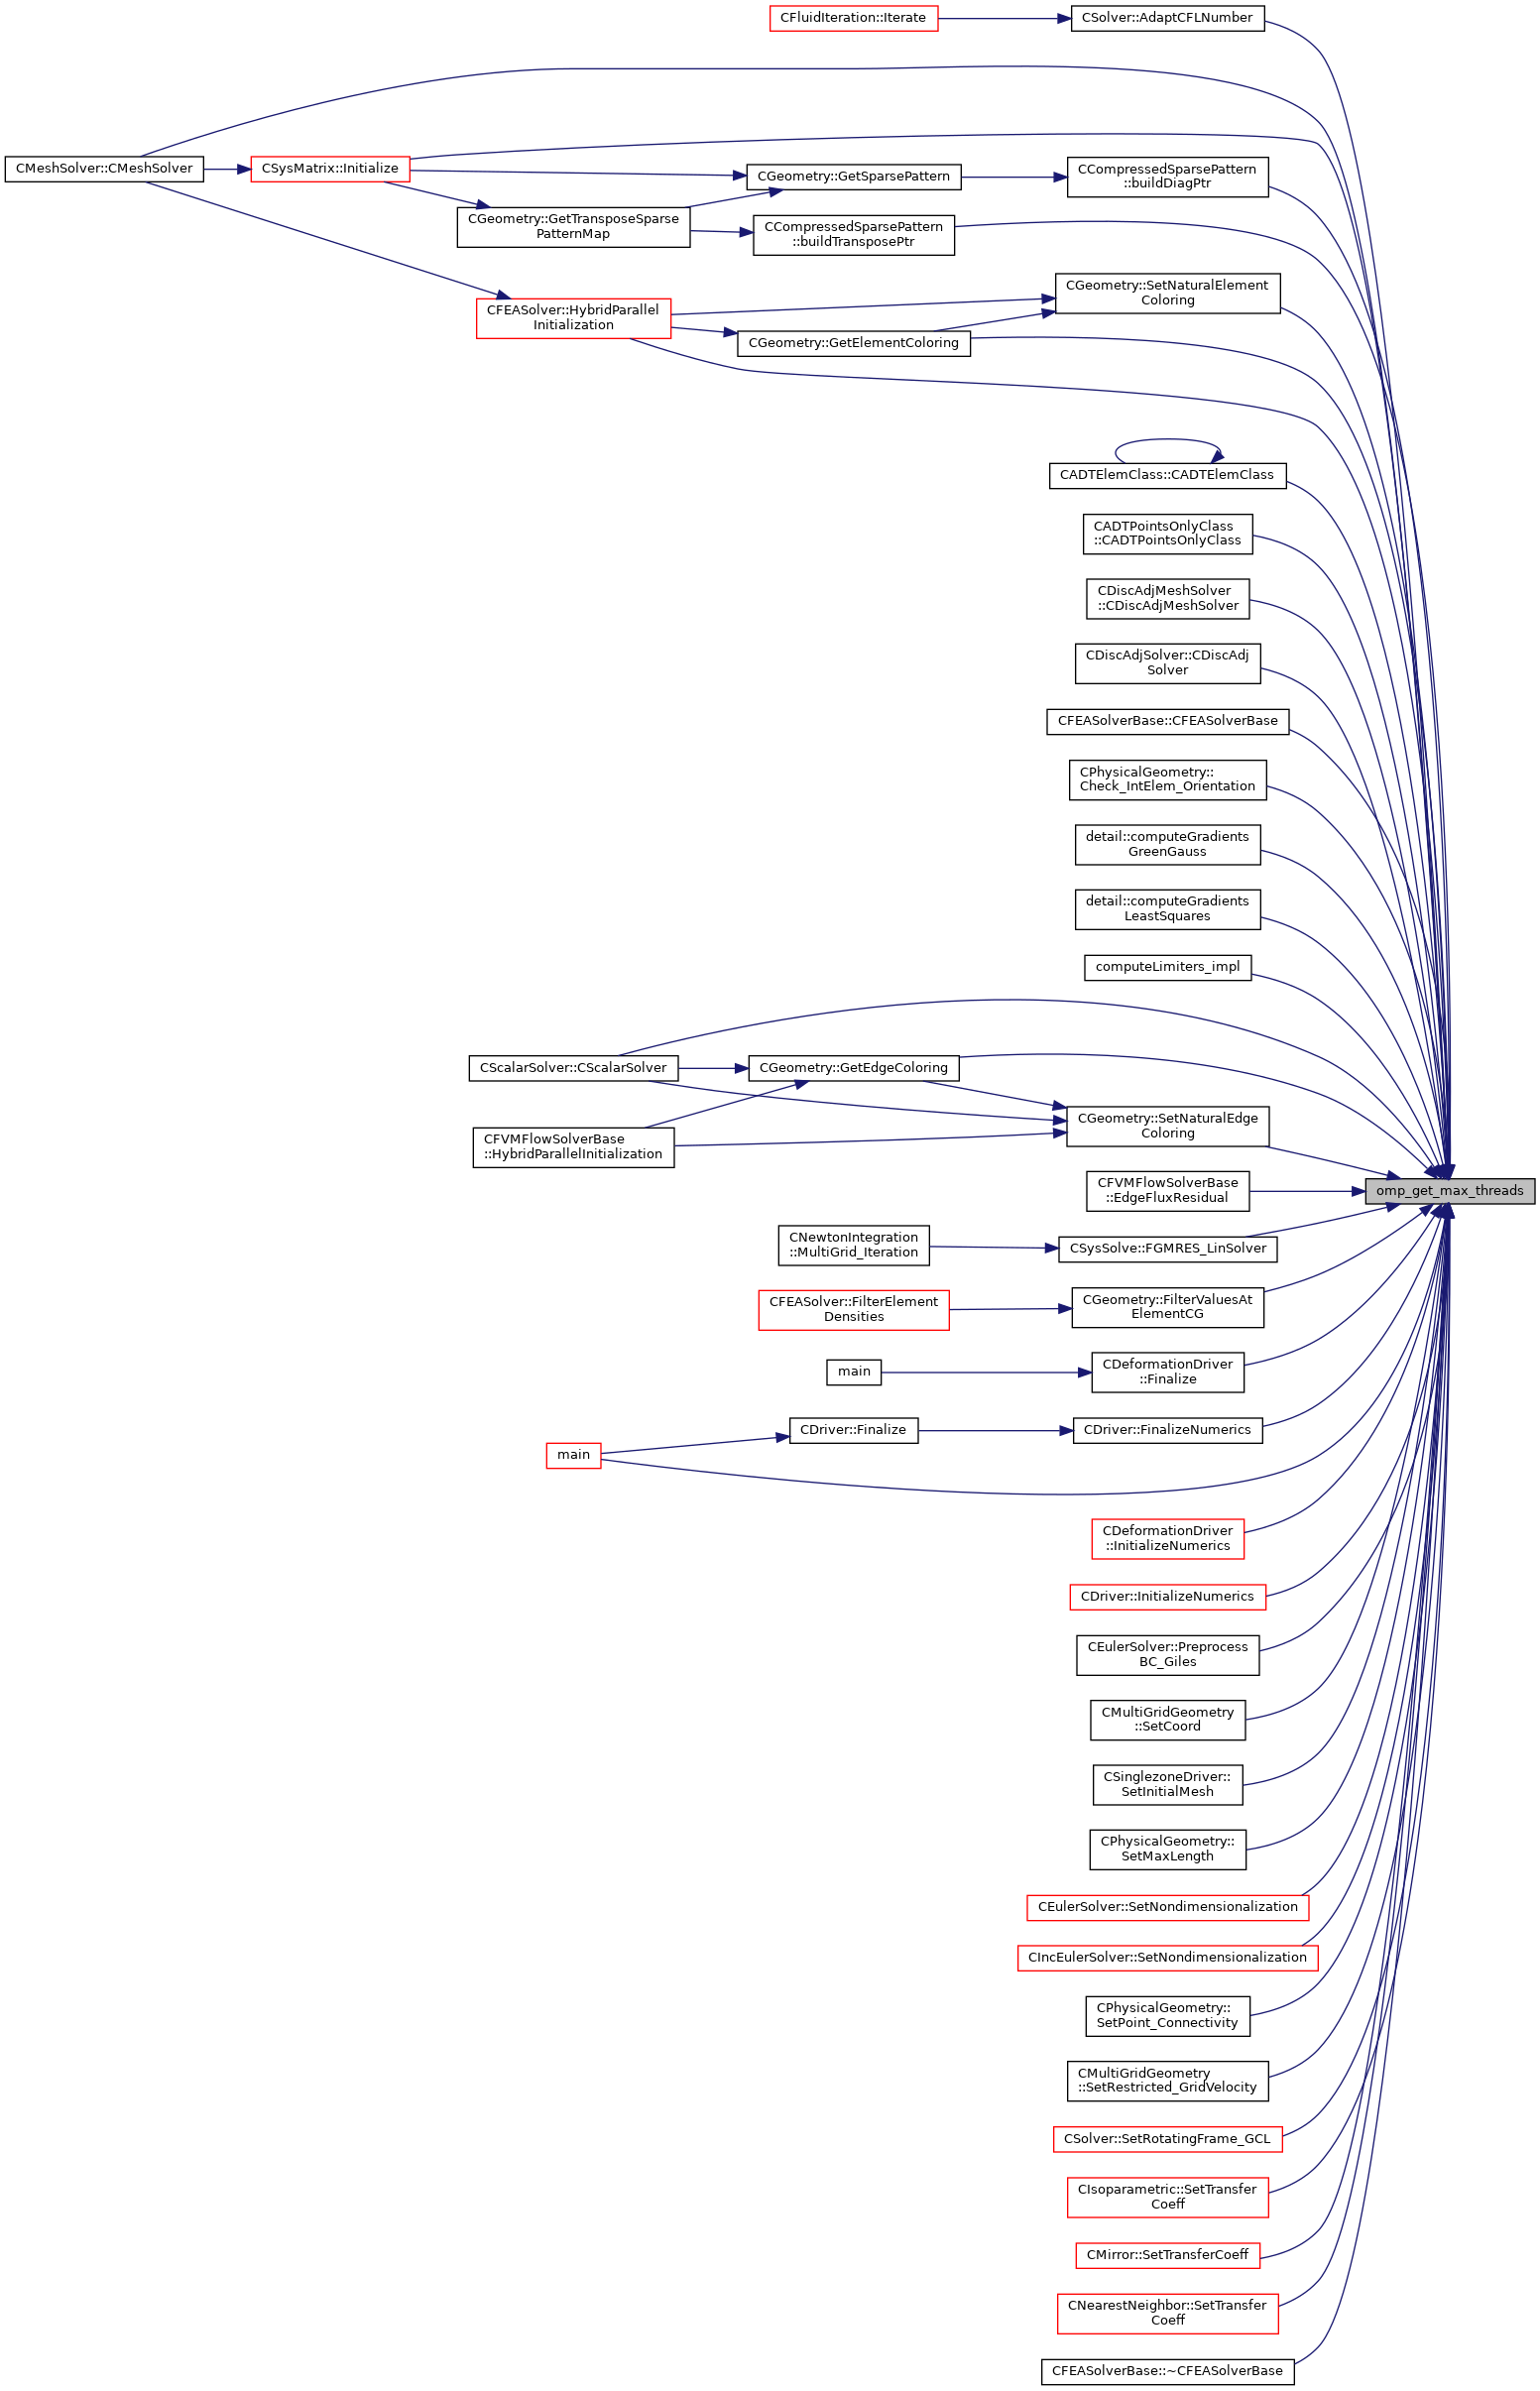 CFluidIteration::Iterate
CSolver::AdaptCFLNumber
CMeshSolver::CMeshSolver
CSysMatrix::Initialize
CGeometry::GetSparsePattern
CCompressedSparsePattern
::buildDiagPtr
CGeometry::GetTransposeSparse
PatternMap
CCompressedSparsePattern
::buildTransposePtr
CGeometry::SetNaturalElement
Coloring
CFEASolver::HybridParallel
Initialization
CGeometry::GetElementColoring
CADTElemClass::CADTElemClass
CADTPointsOnlyClass
::CADTPointsOnlyClass
CDiscAdjMeshSolver
::CDiscAdjMeshSolver
CDiscAdjSolver::CDiscAdj
Solver
CFEASolverBase::CFEASolverBase
CPhysicalGeometry::
Check_IntElem_Orientation
detail::computeGradients
GreenGauss
detail::computeGradients
LeastSquares
computeLimiters_impl
CScalarSolver::CScalarSolver
CGeometry::GetEdgeColoring
CGeometry::SetNaturalEdge
Coloring
CFVMFlowSolverBase
::HybridParallelInitialization
omp_get_max_threads
CFVMFlowSolverBase
::EdgeFluxResidual
CNewtonIntegration
::MultiGrid_Iteration
CSysSolve::FGMRES_LinSolver
CFEASolver::FilterElement
Densities
CGeometry::FilterValuesAt
ElementCG
main
CDeformationDriver
::Finalize
CDriver::Finalize
CDriver::FinalizeNumerics
main
CDeformationDriver
::InitializeNumerics
CDriver::InitializeNumerics
CEulerSolver::Preprocess
BC_Giles
CMultiGridGeometry
::SetCoord
CSinglezoneDriver::
SetInitialMesh
CPhysicalGeometry::
SetMaxLength
CEulerSolver::SetNondimensionalization
CIncEulerSolver::SetNondimensionalization
CPhysicalGeometry::
SetPoint_Connectivity
CMultiGridGeometry
::SetRestricted_GridVelocity
CSolver::SetRotatingFrame_GCL
CIsoparametric::SetTransfer
Coeff
CMirror::SetTransferCoeff
CNearestNeighbor::SetTransfer
Coeff
CFEASolverBase::~CFEASolverBase